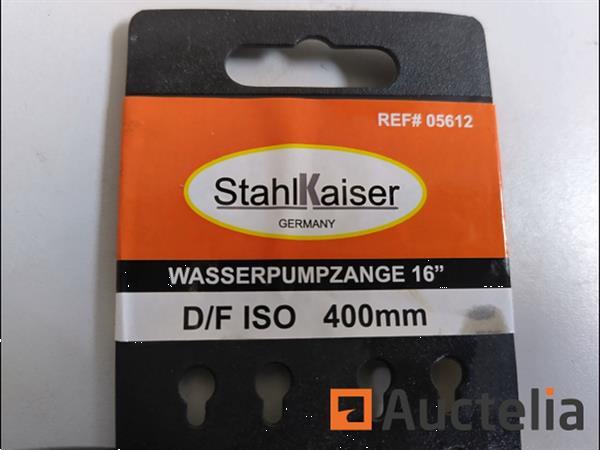 REF# 05612
StahlKaiser
GERMANY
WASSERPUMPZANGE 16”
D/F ISO 400mm
Auctelia